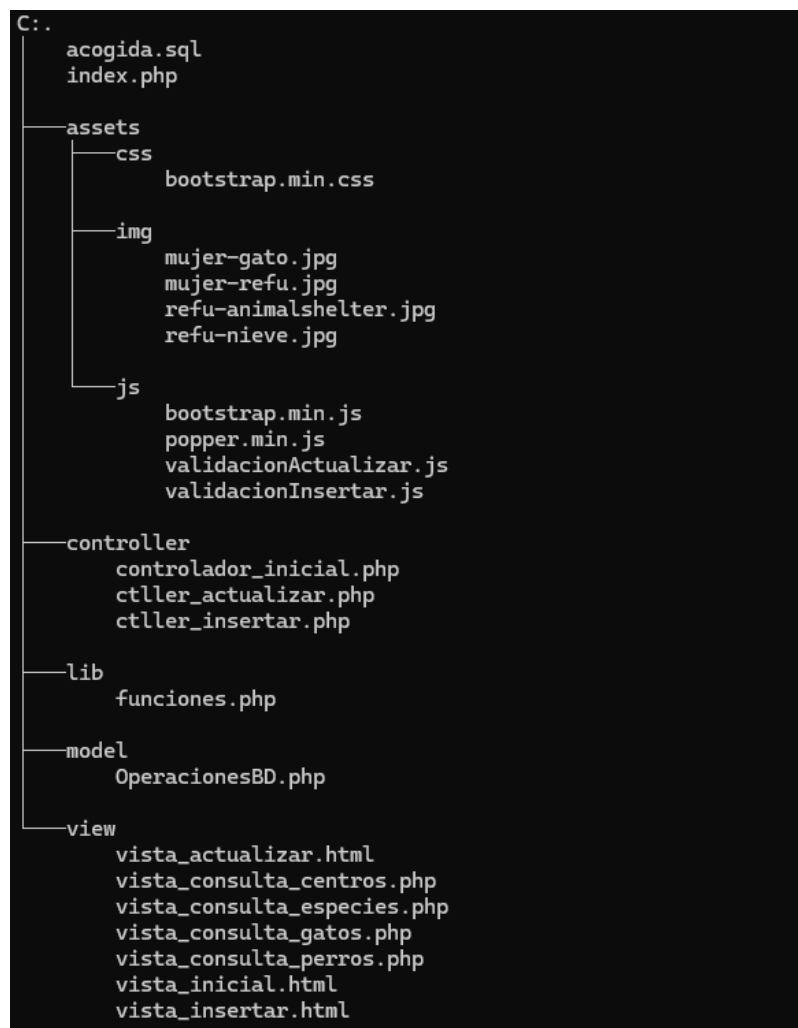 C:.
acogida.sql
index.php
assets
css
bootstrap.min.css
img
mujer-gato.jpg
mujer-refu.jpg
refu-animalshelter.jpg
refu-nieve.jpg
js
bootstrap.min.js
popper.min.js
validacionActualizar.js
validacionInsertar.js
controller
controlador_inicial.php
ctller_actualizar.php
ctller_insertar.php
lib
funciones.php
model
OperacionesBD.php
view
vista_actualizar.html
vista_consulta_centros.php
vista_consulta_especies.php
vista_consulta_gatos.php
vista_consulta_perros.php
vista_inicial.html
vista_insertar.html